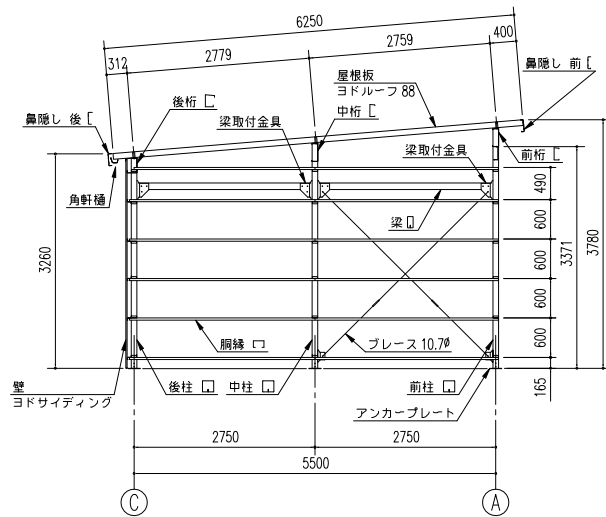 6250
312
2779
2759
400
鼻隠し 後
後桁
梁取付金具
屋根板
ヨドルーフ 88
中桁
鼻隠し 前
梁取付金具
前桁
角軒樋
梁
490
600
600
600
600
165
3260
3371
3780
胴縁
ブレース 10.7φ
壁
ヨドサイディング
後柱
中柱
前柱
アンカープレート
2750
2750
5500
C
A